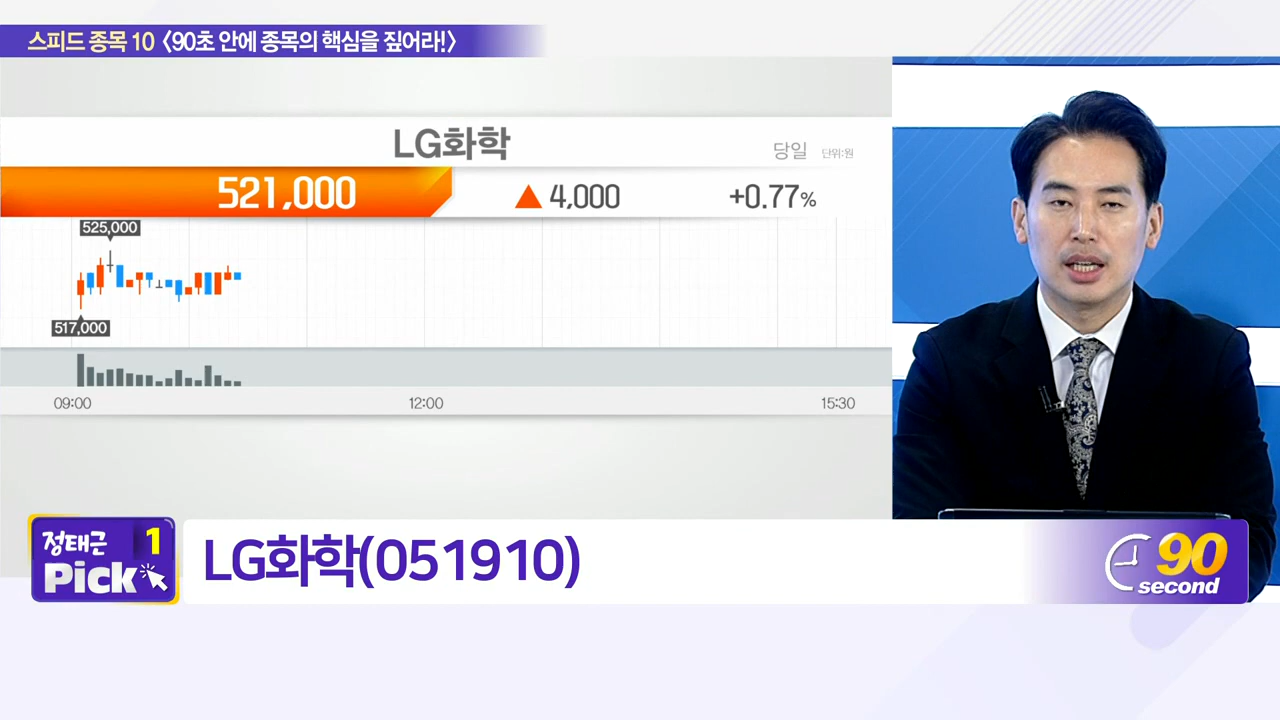 스피드 종목 10 〈90초 안에 종목의 핵심을 짚어라!〉
LG화학
당일 단위:원
521,000 ▲ 4,000 +0.77%
525,000
517,000
09:00 12:00 15:30
정태근 1
Pick
LG화학(051910)
90
second